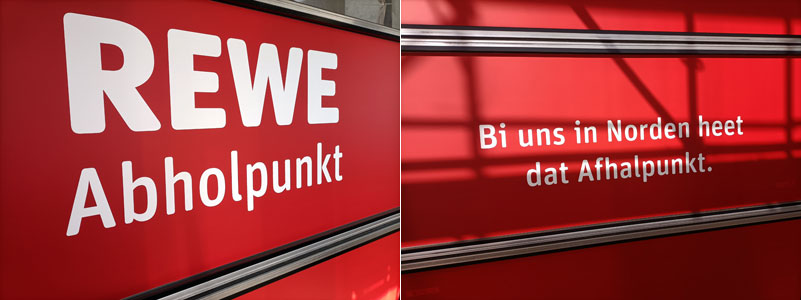 REWE
Abholpunkt
Bi uns in Norden heet
dat Afhalpunkt.